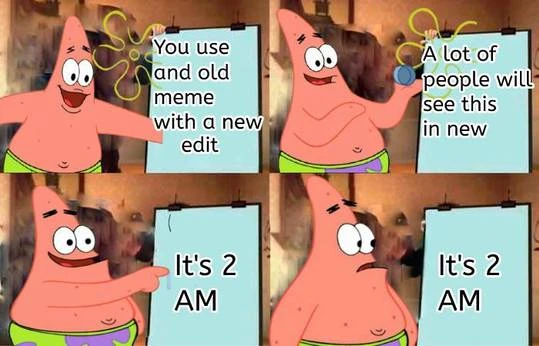 You use
and old
meme
with a new
edit
A lot of
people will
see this
in new
It's 2
AM
It's 2
AM